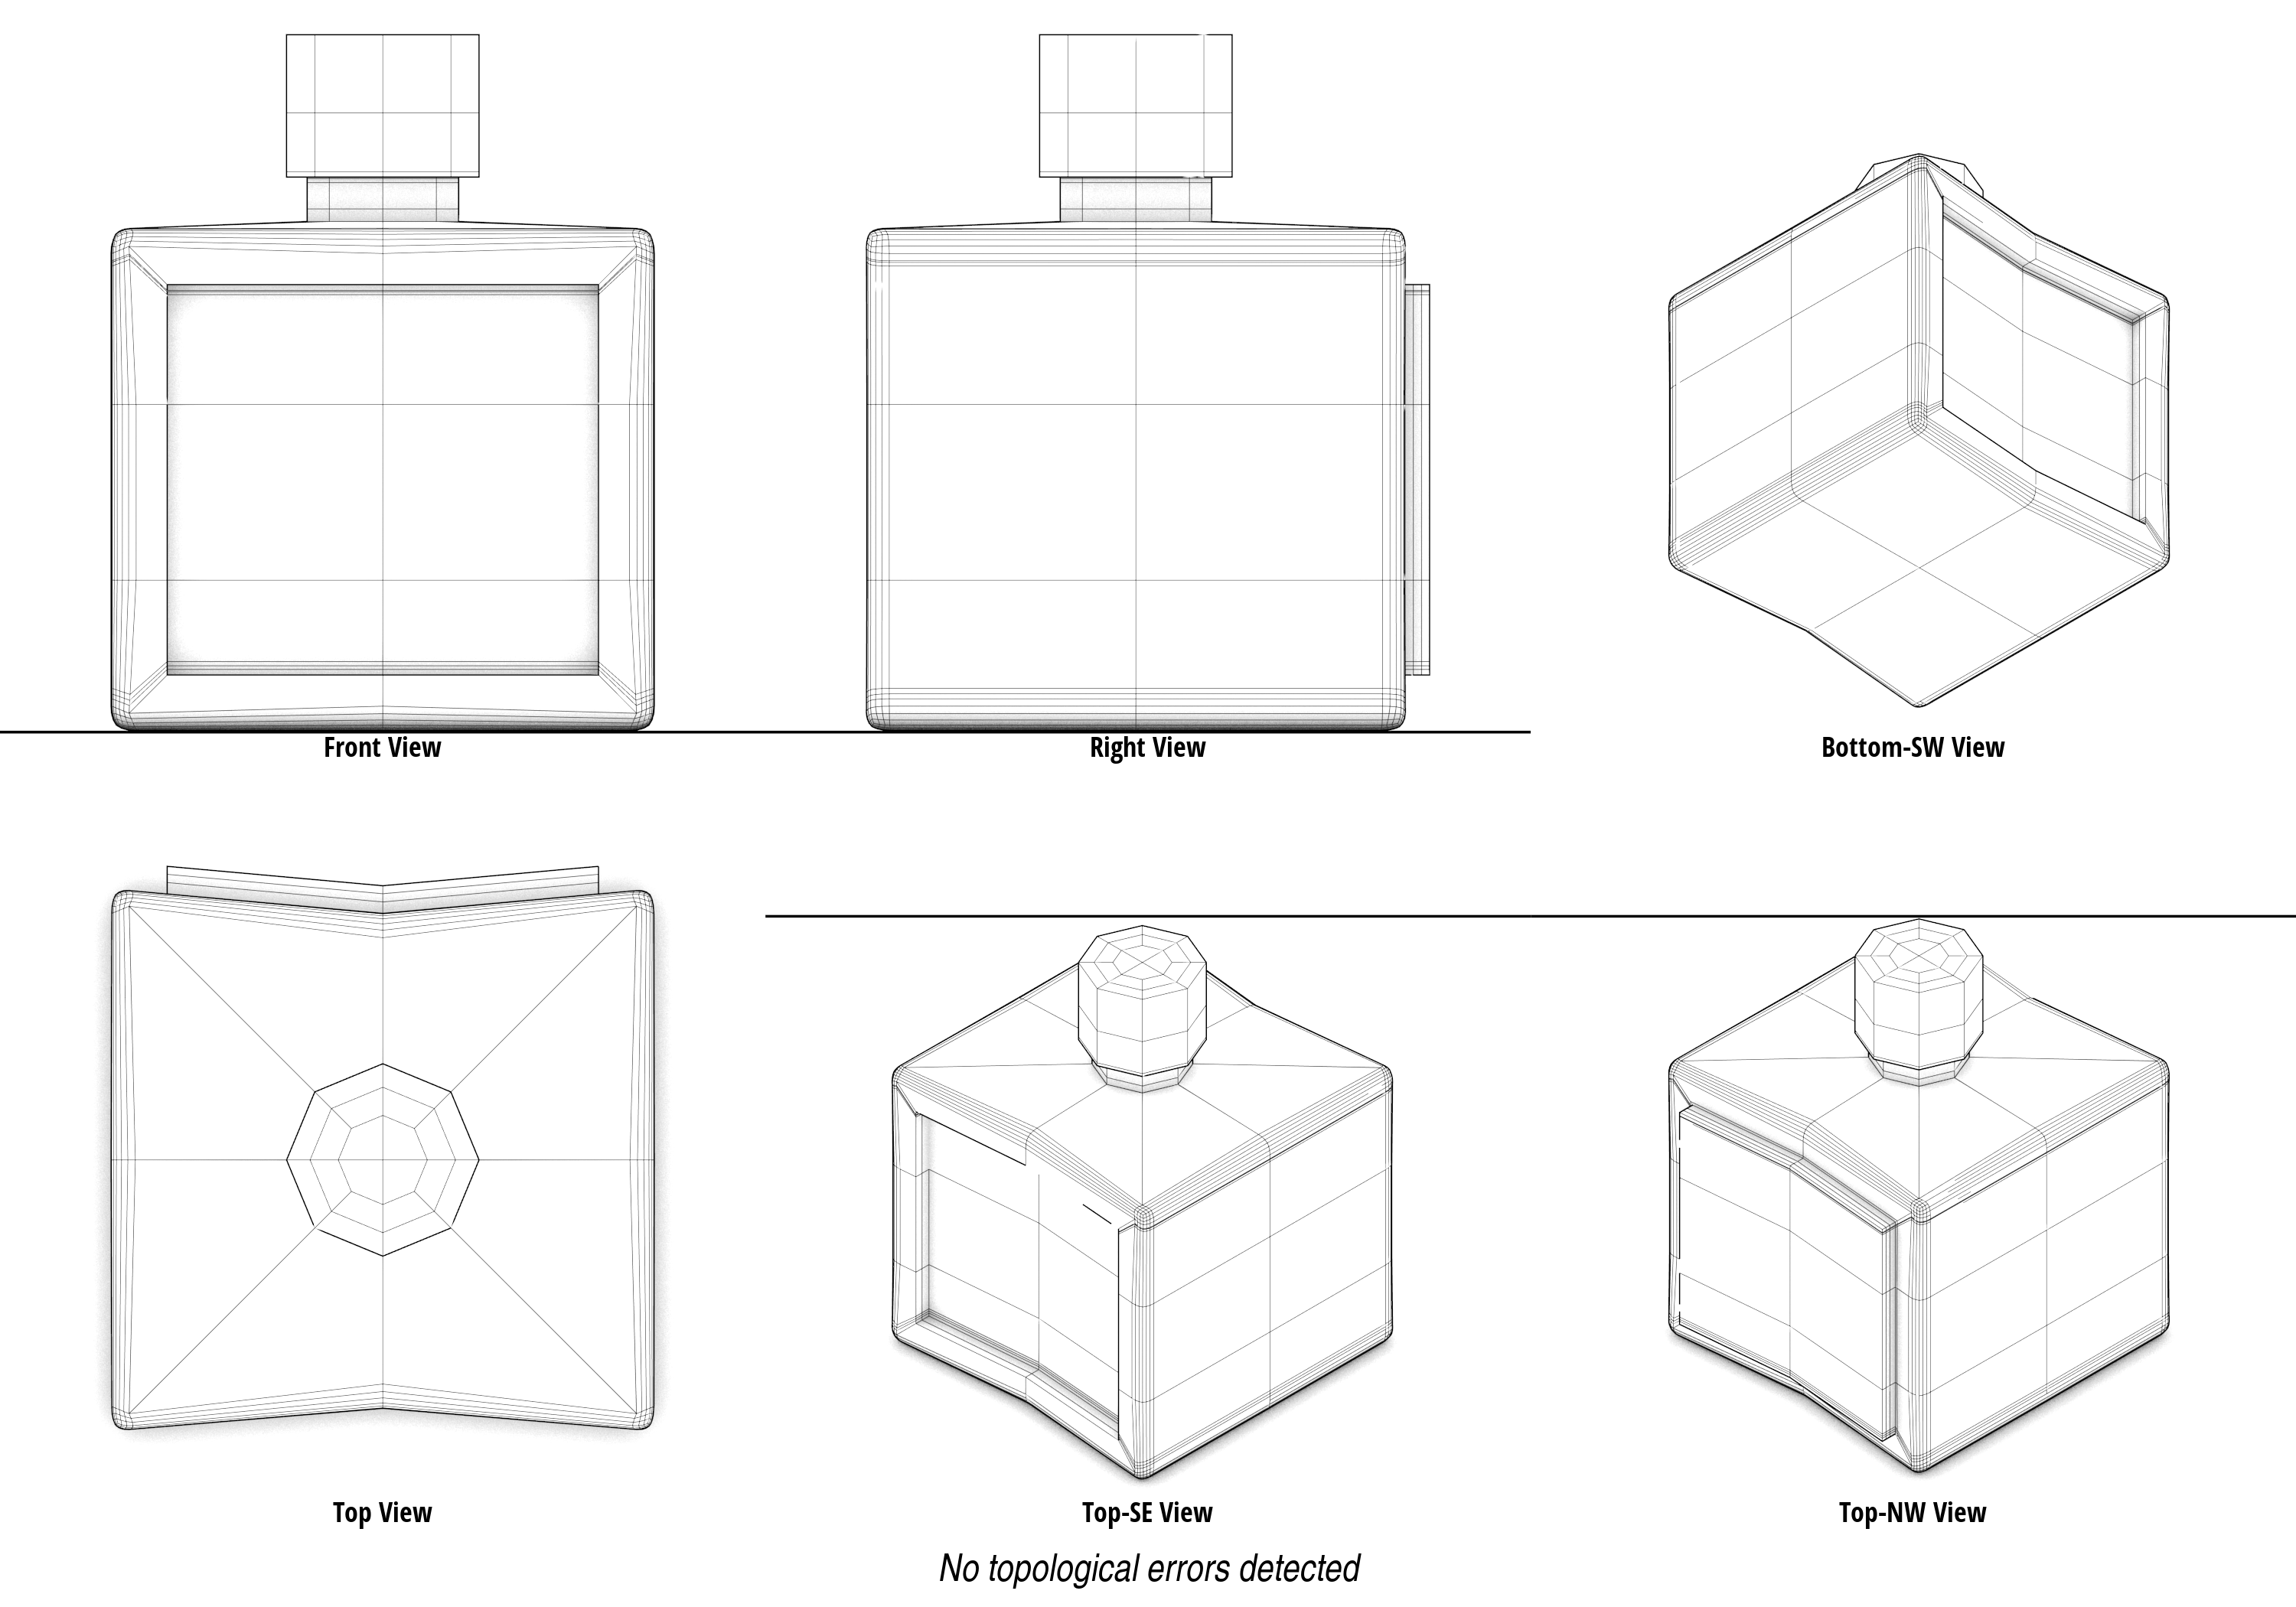 Front View
Right View
Bottom-SW View
Top View
Top-SE View
Top-NW View
No topological errors detected